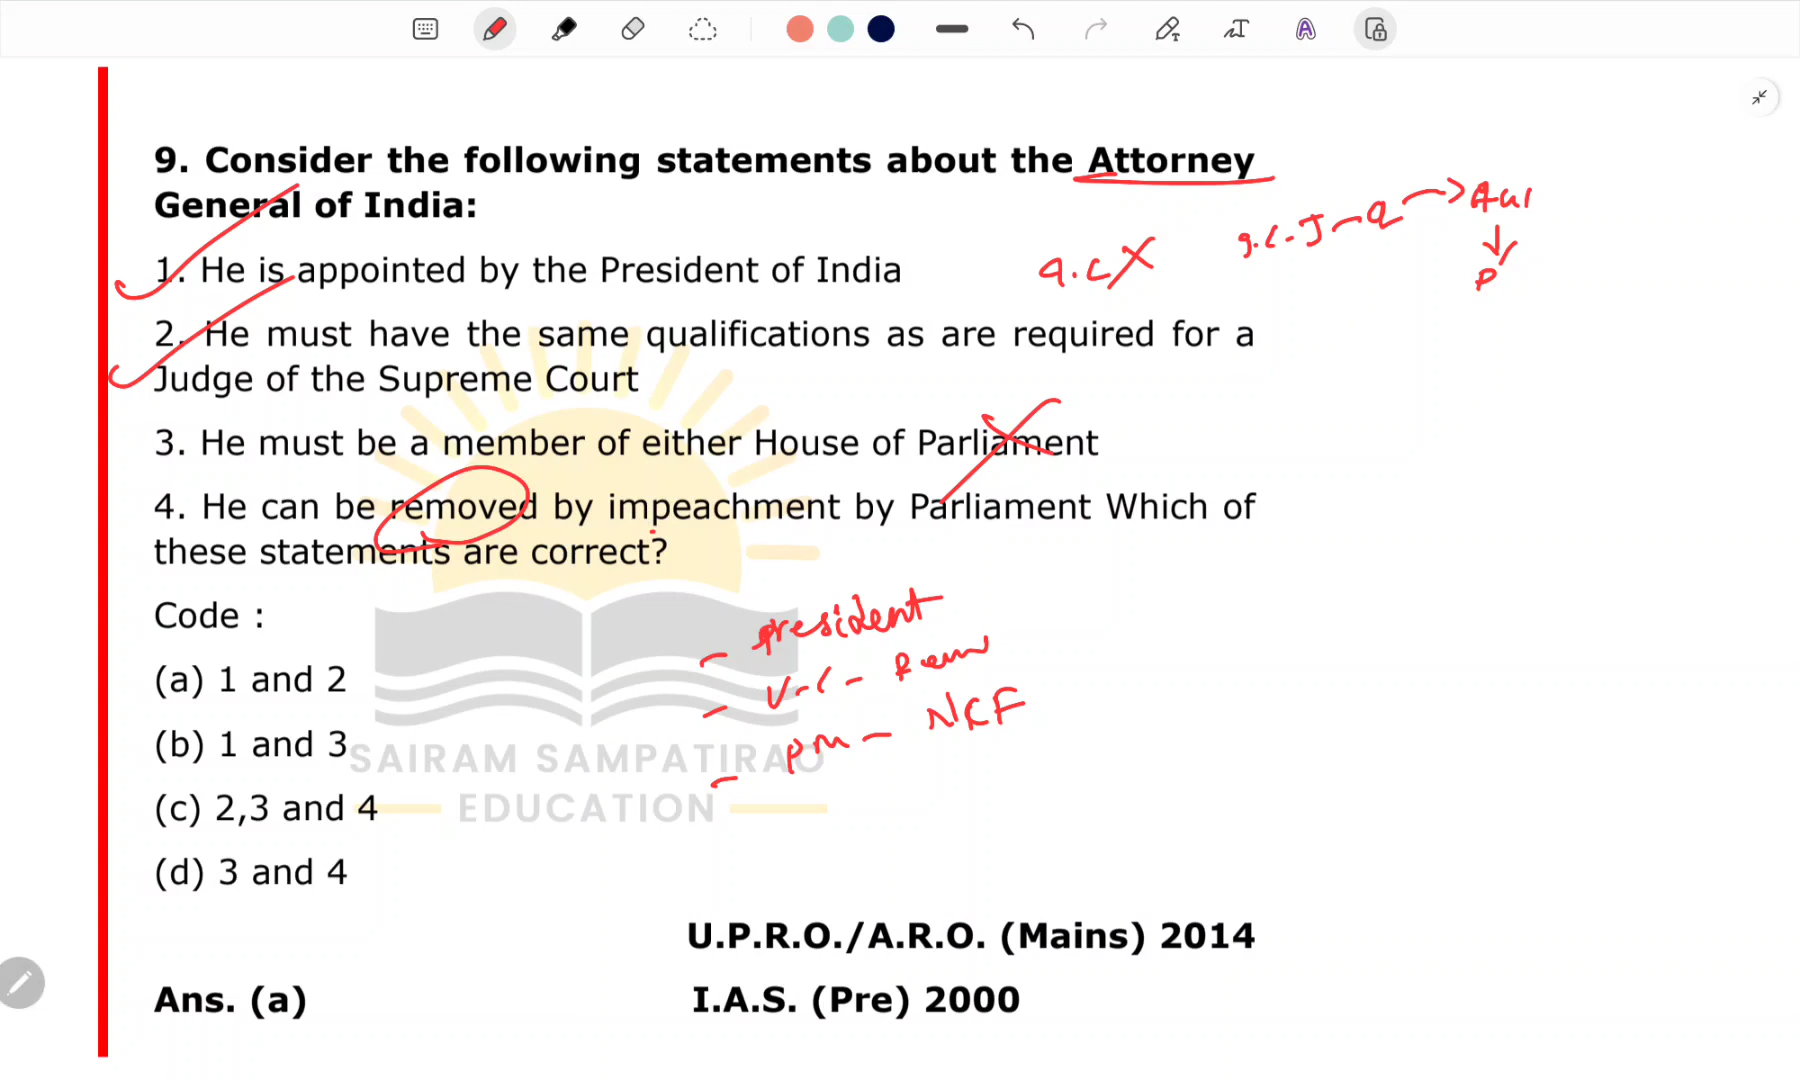 9. Consider the following statements about the Attorney
General of India:
1. He is appointed by the President of India
2. He must have the same qualifications as are required for a
Judge of the Supreme Court
3. He must be a member of either House of Parliament
4. He can be removed by impeachment by Parliament Which of
these statements are correct?
Code :
president
(a) 1 and 2
(b) 1 and 3
PM –
SAIRAM SAMPATIRAO
(c) 2,3 and 4
EDUCATION
(d) 3 and 4
U.P.R.O./A.R.O. (Mains) 2014
Ans. (a) I.A.S. (Pre) 2000